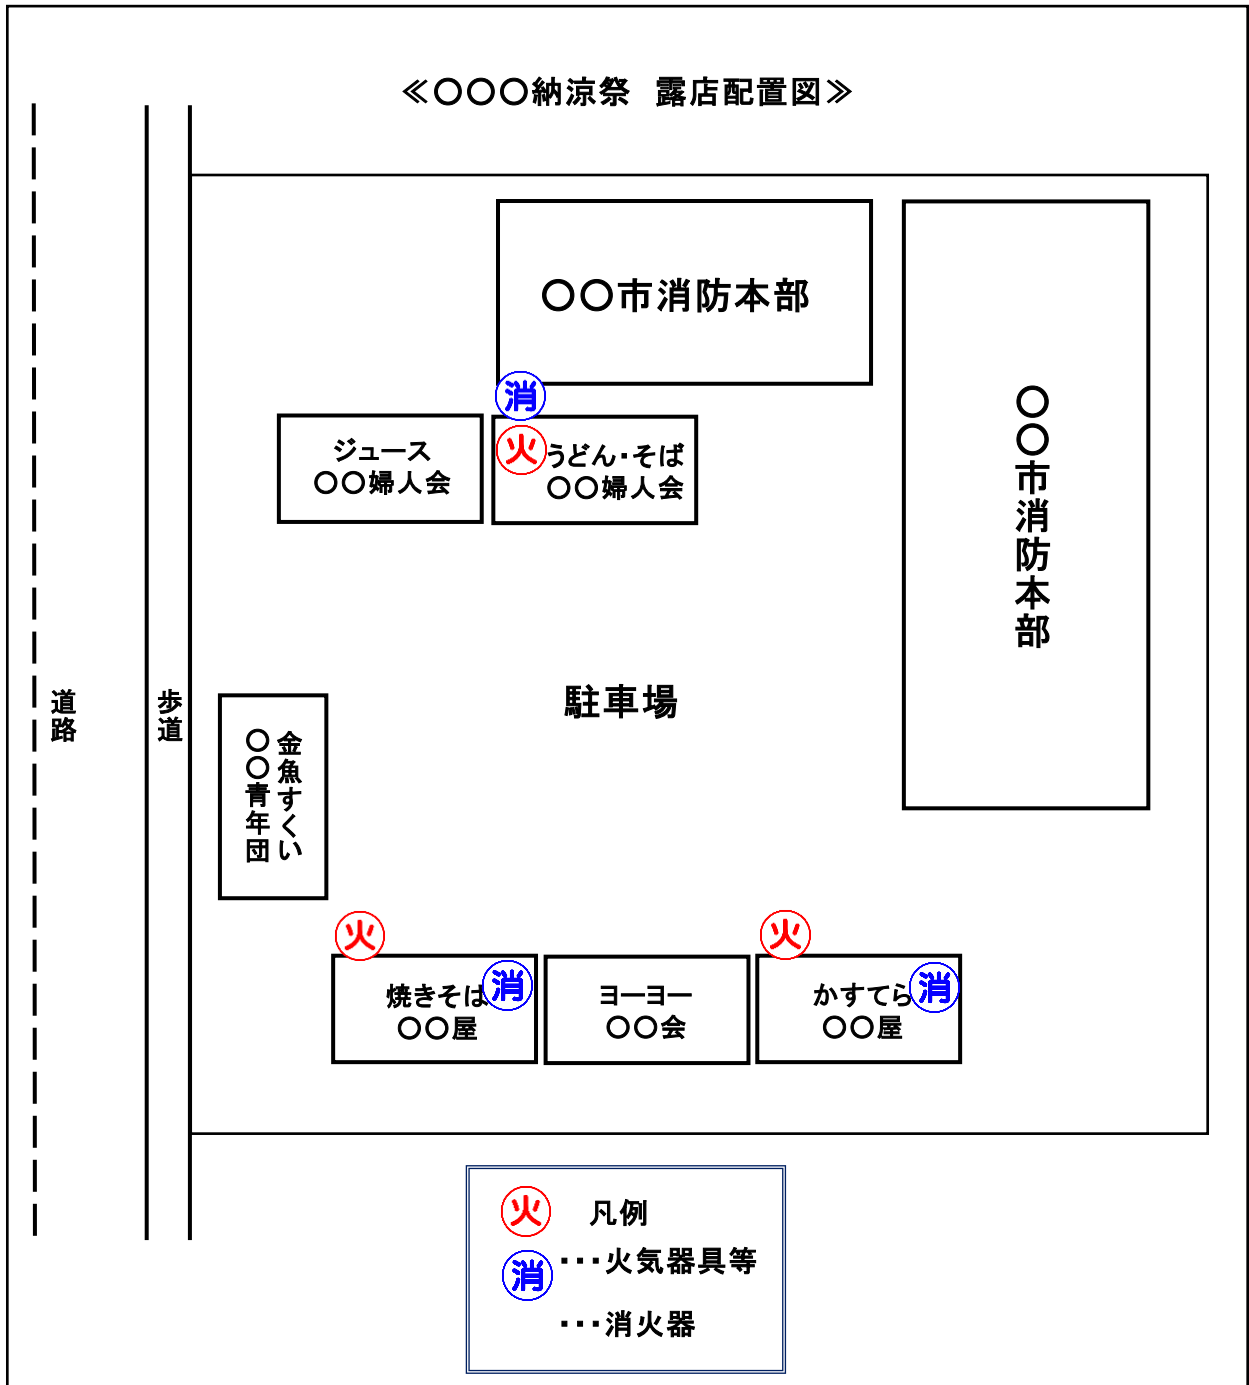 ≪〇〇〇納涼祭　露店配置図≫
〇〇市消防本部
〇〇市消防本部
消
火
ジュース
〇〇婦人会
うどん・そば
〇〇婦人会
駐車場
道路
歩道
金魚すくい
〇〇青年団
火
消
焼きそば
〇〇屋
ヨーヨー
〇〇会
火
消
かすてら
〇〇屋
火
凡例
消
・・・火気器具等
・・・消火器